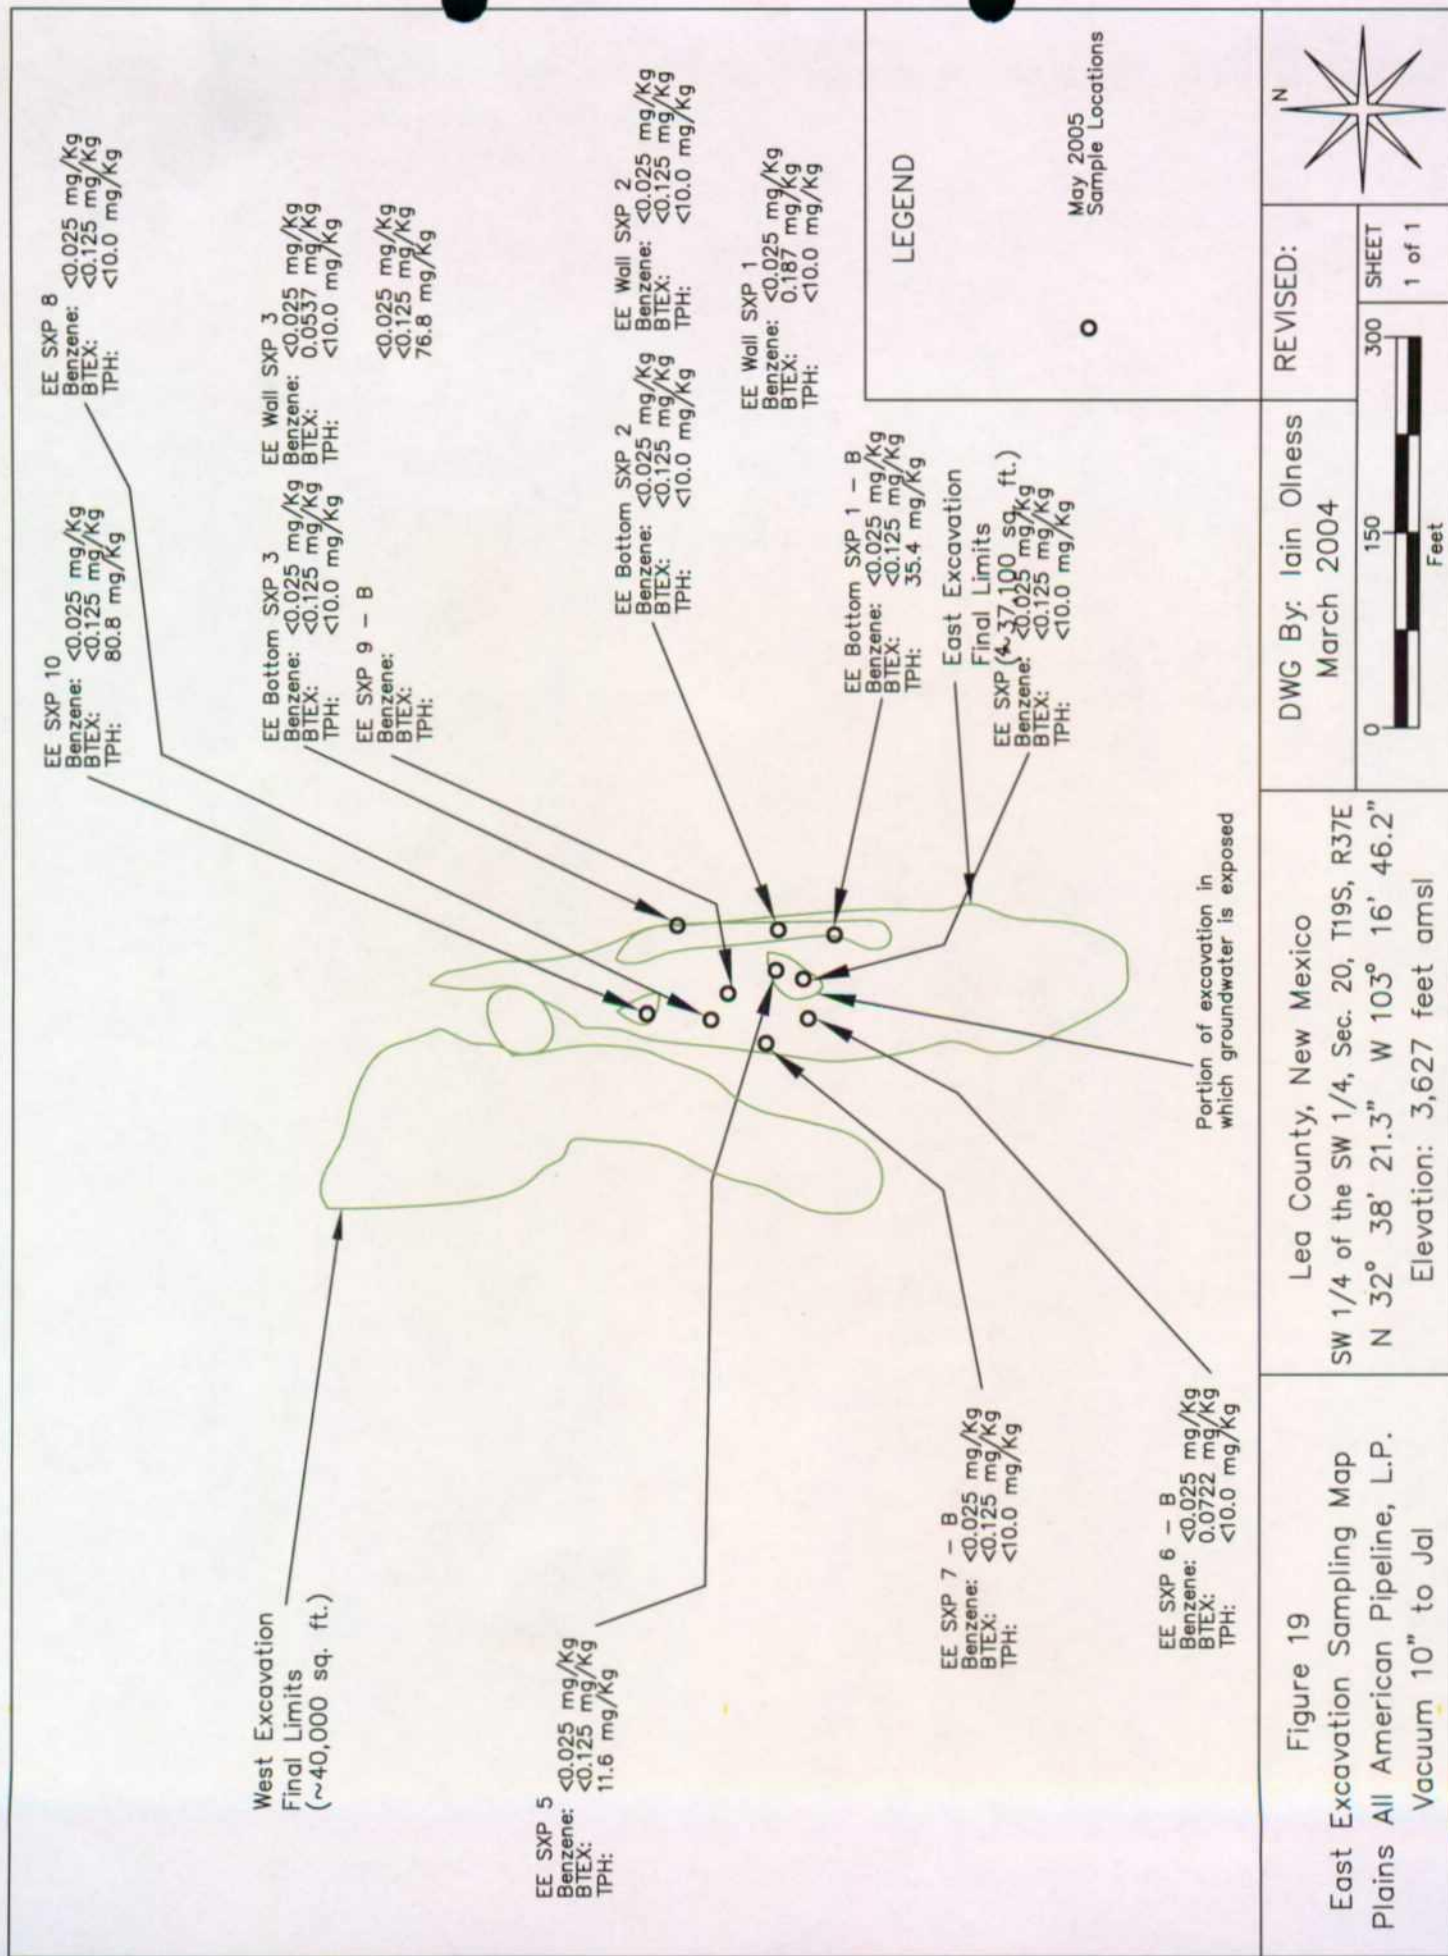 EE SXP 8
Benzene: <0.025 mg/Kg
BTEX: <0.125 mg/Kg
TPH: <10.0 mg/Kg
EE SXP 10
Benzene: <0.025 mg/Kg
BTEX: <0.125 mg/Kg
TPH: 80.8 mg/Kg
West Excavation
Final Limits
(~40,000 sq. ft.)
EE Bottom SXP 3
Benzene: <0.025 mg/Kg
BTEX: <0.125 mg/Kg
TPH: <10.0 mg/Kg
EE Wall SXP 3
Benzene: <0.025 mg/Kg
BTEX: 0.0537 mg/Kg
TPH: <10.0 mg/Kg
EE SXP 9 - B
Benzene: <0.025 mg/Kg
BTEX: <0.125 mg/Kg
TPH: 76.8 mg/Kg
EE SXP 5
Benzene: <0.025 mg/Kg
BTEX: <0.125 mg/Kg
TPH: 11.6 mg/Kg
EE Bottom SXP 2
Benzene: <0.025 mg/Kg
BTEX: <0.125 mg/Kg
TPH: <10.0 mg/Kg
EE Wall SXP 2
Benzene: <0.025 mg/Kg
BTEX: <0.125 mg/Kg
TPH: <10.0 mg/Kg
EE Wall SXP 1
Benzene: <0.025 mg/Kg
BTEX: 0.187 mg/Kg
TPH: <10.0 mg/Kg
EE Bottom SXP 1 - B
Benzene: <0.025 mg/Kg
BTEX: <0.125 mg/Kg
TPH: 35.4 mg/Kg
East Excavation
Final Limits
(~37,100 sq. ft.)
EE SXP 4
Benzene: <0.025 mg/Kg
BTEX: <0.125 mg/Kg
TPH: <10.0 mg/Kg
EE SXP 7 - B
Benzene: <0.025 mg/Kg
BTEX: <0.125 mg/Kg
TPH: <10.0 mg/Kg
EE SXP 6 - B
Benzene: <0.025 mg/Kg
BTEX: 0.0722 mg/Kg
TPH: <10.0 mg/Kg
Portion of excavation in
which groundwater is exposed
LEGEND
May 2005
Sample Locations
Figure 19
East Excavation Sampling Map
Plains All American Pipeline, L.P.
Vacuum 10" to Jal
Lea County, New Mexico
SW 1/4 of the SW 1/4, Sec. 20, T19S, R37E
N 32° 38' 21.3" W 103° 16' 46.2"
Elevation: 3,627 feet amsl
DWG By: Iain Olness
March 2004
REVISED:
0 150 300
Feet
SHEET
1 of 1
N